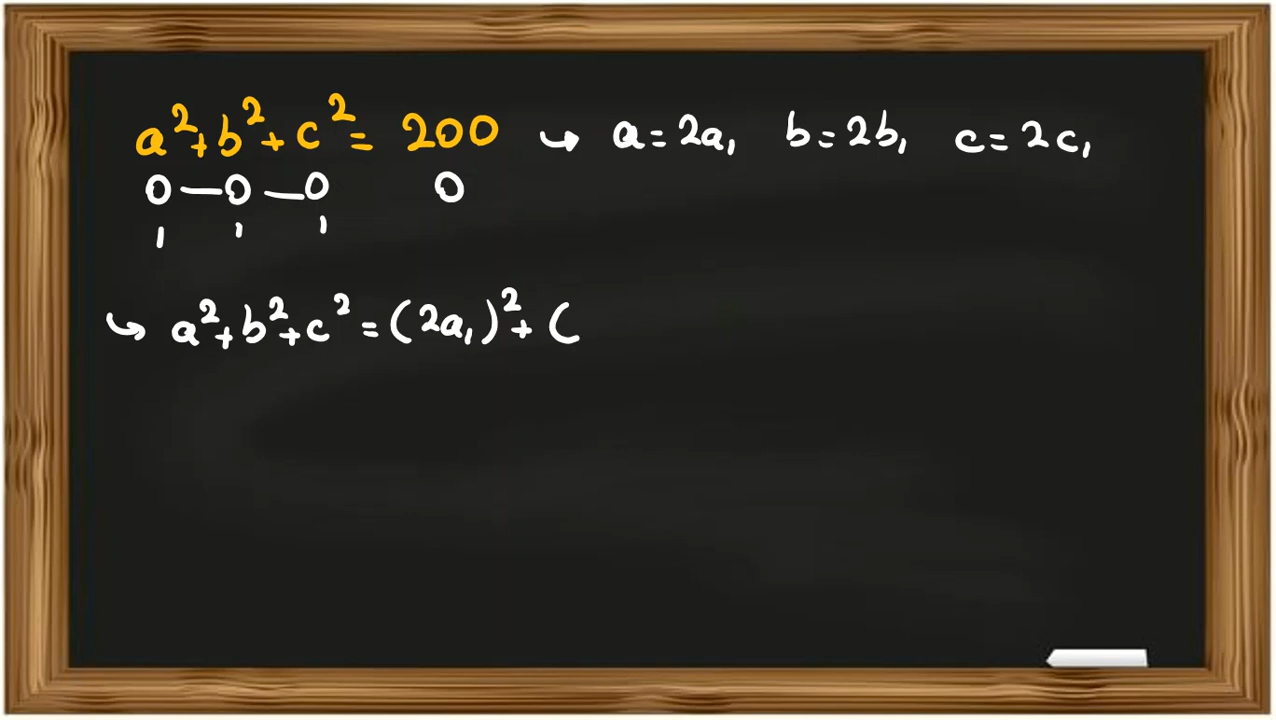 a²+b²+c² = 200 ↪ a=2a₁ b=2b₁ c=2c₁
0—0—0 0
1 1 1
↪ a²+b²+c² = (2a₁)²+(